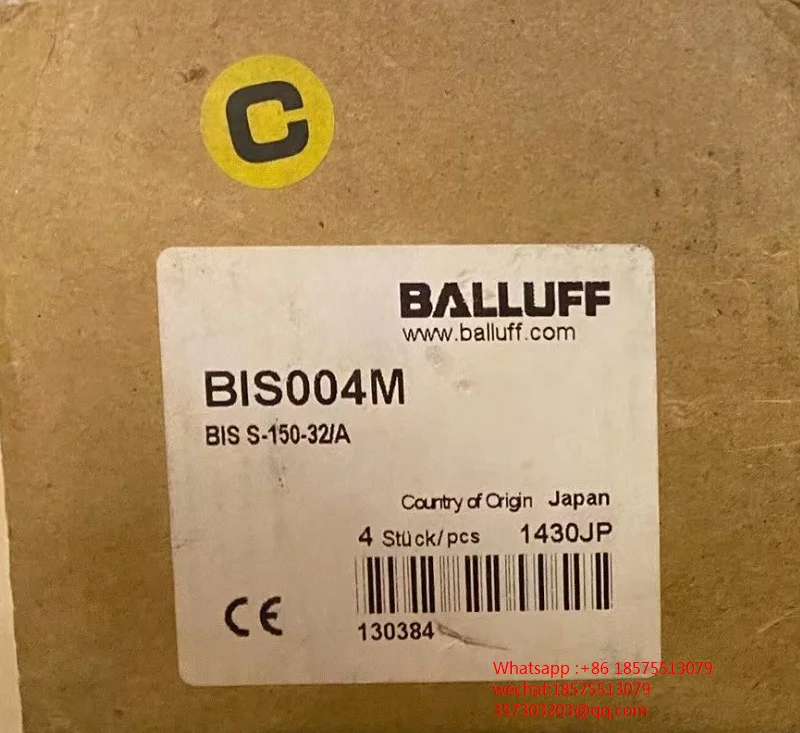 C
BALLUFF
www.balluff.com
BIS004M
BIS S-150-32/A
Country of Origin Japan
4 Stück/pcs 1430JP
CE
130384
Whatsapp :+86 18575513079
wechat:18575513079
357303203@qq.com